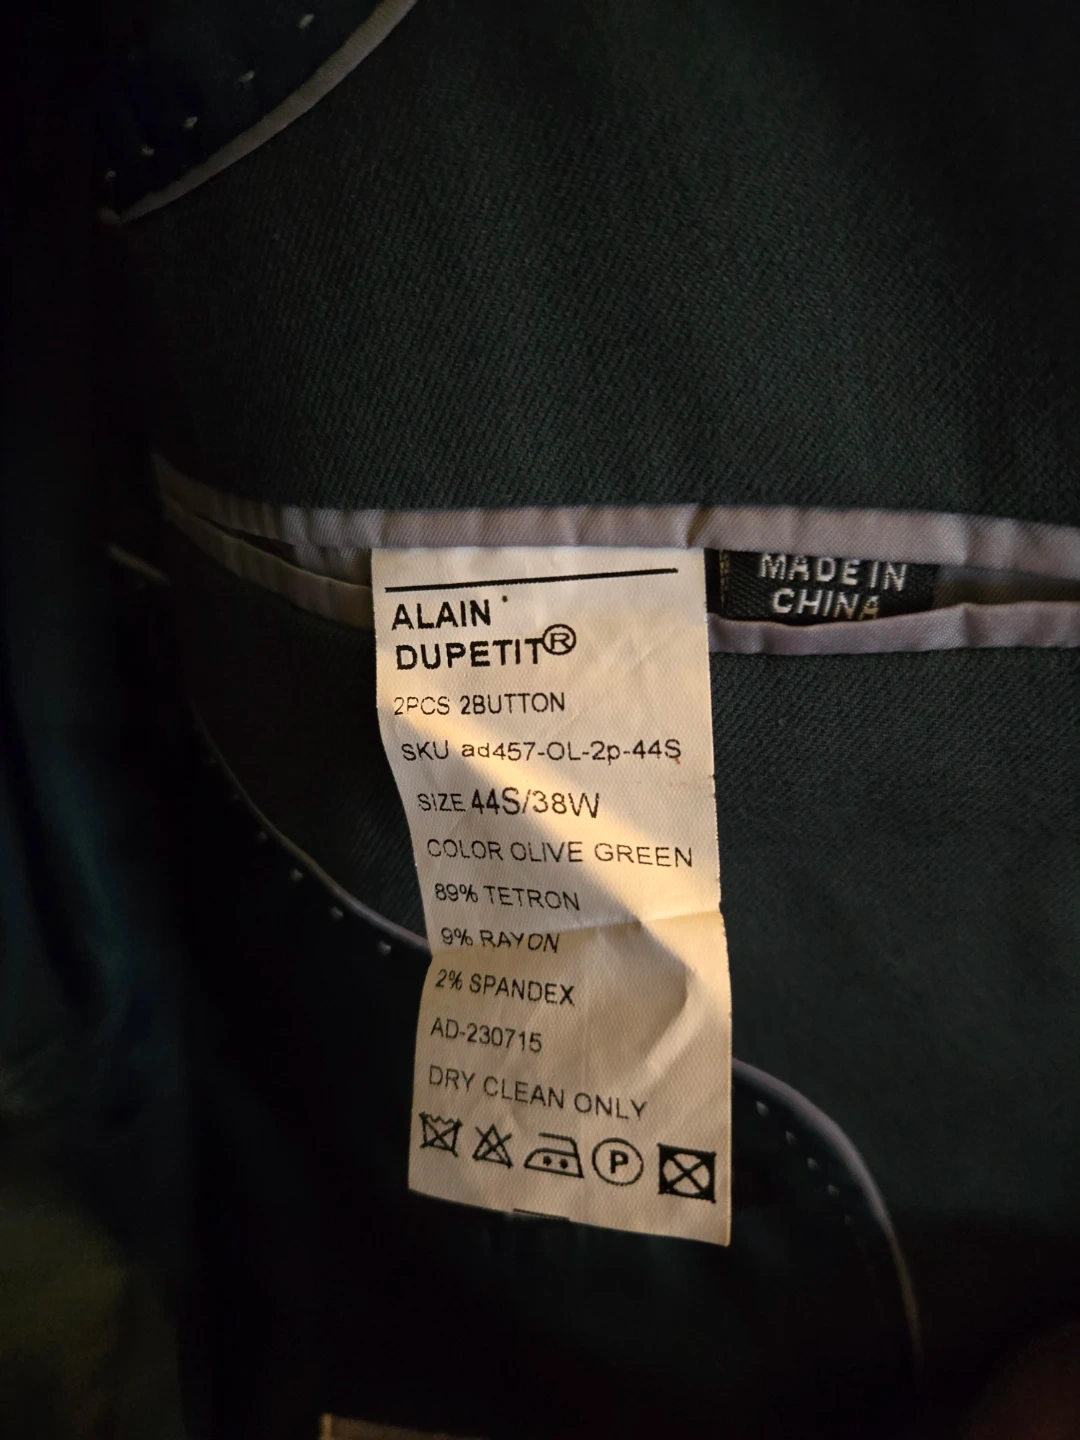 ALAIN
DUPETIT®
2PCS 2BUTTON
SKU ad457-OL-2p-44S
SIZE 44S/38W
COLOR OLIVE GREEN
89% TETRON
9% RAYON
2% SPANDEX
AD-230715
DRY CLEAN ONLY
P
MADE IN
CHINA